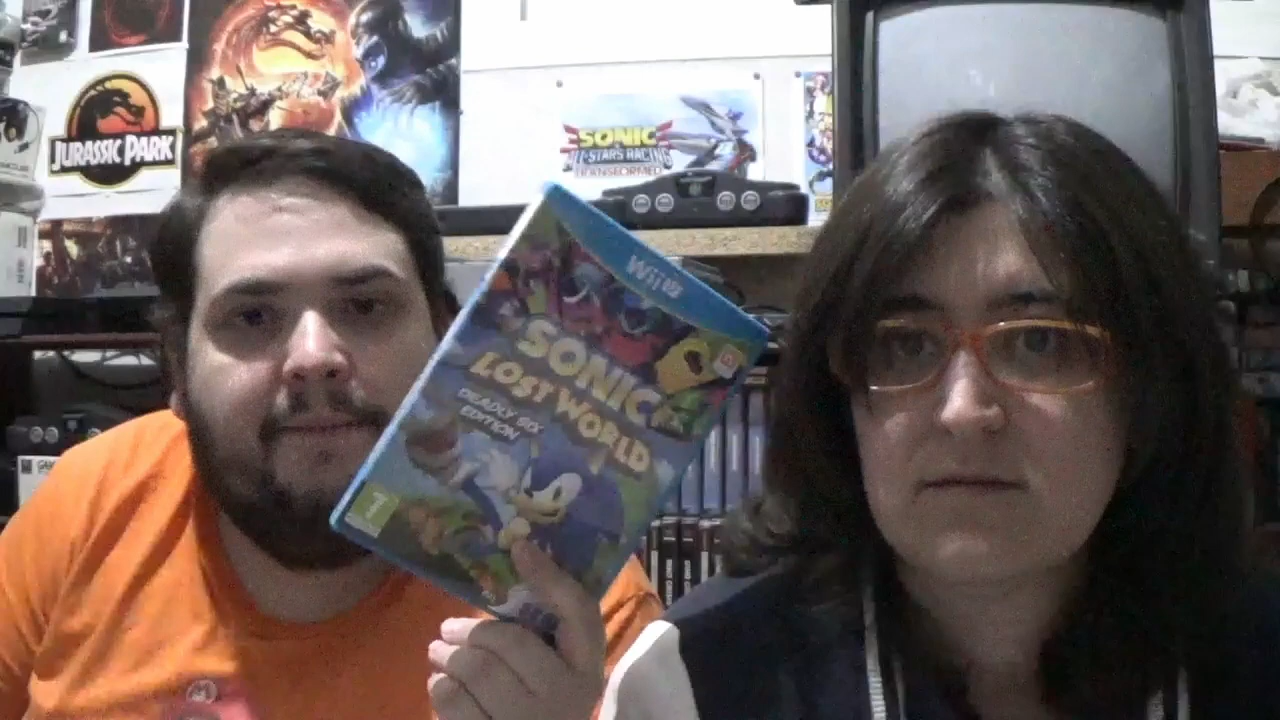 JURASSIC PARK
SONIC
ALL-STARS RACING
TRANSFORMED
Wii U
SONIC
LOST WORLD
DEADLY SIX
EDITION
7